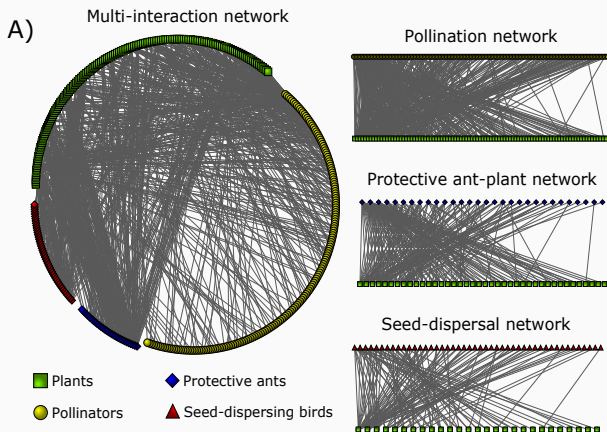 A)
Multi-interaction network
Pollination network
Protective ant-plant network
Seed-dispersal network
Plants
Protective ants
Pollinators
Seed-dispersing birds